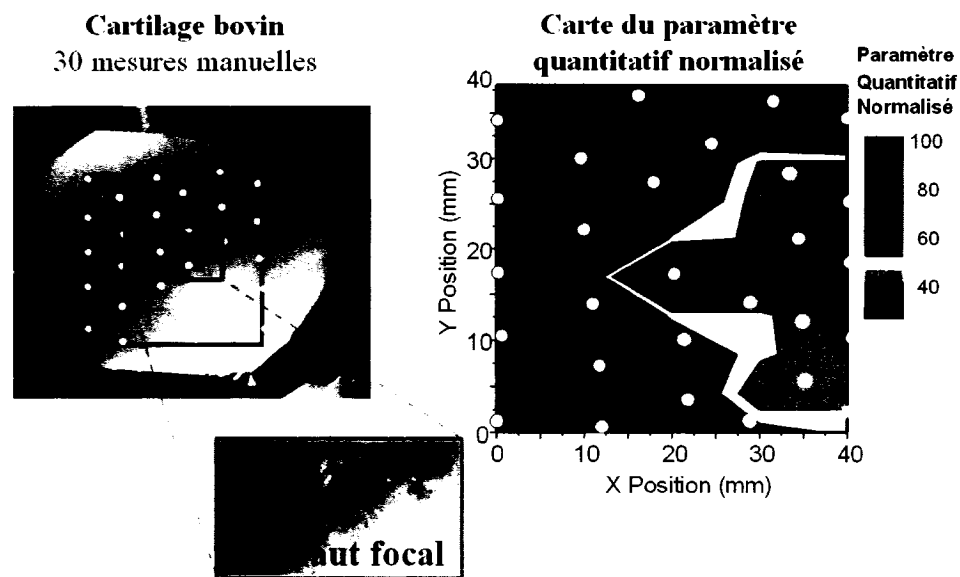 Cartilage bovin
30 mesures manuelles
Carte du paramètre
quantitatif normalisé
Paramètre
Quantitatif
Normalisé
100
80
60
40
40
30
20
10
0
Y Position (mm)
0
10
20
30
40
X Position (mm)
focal